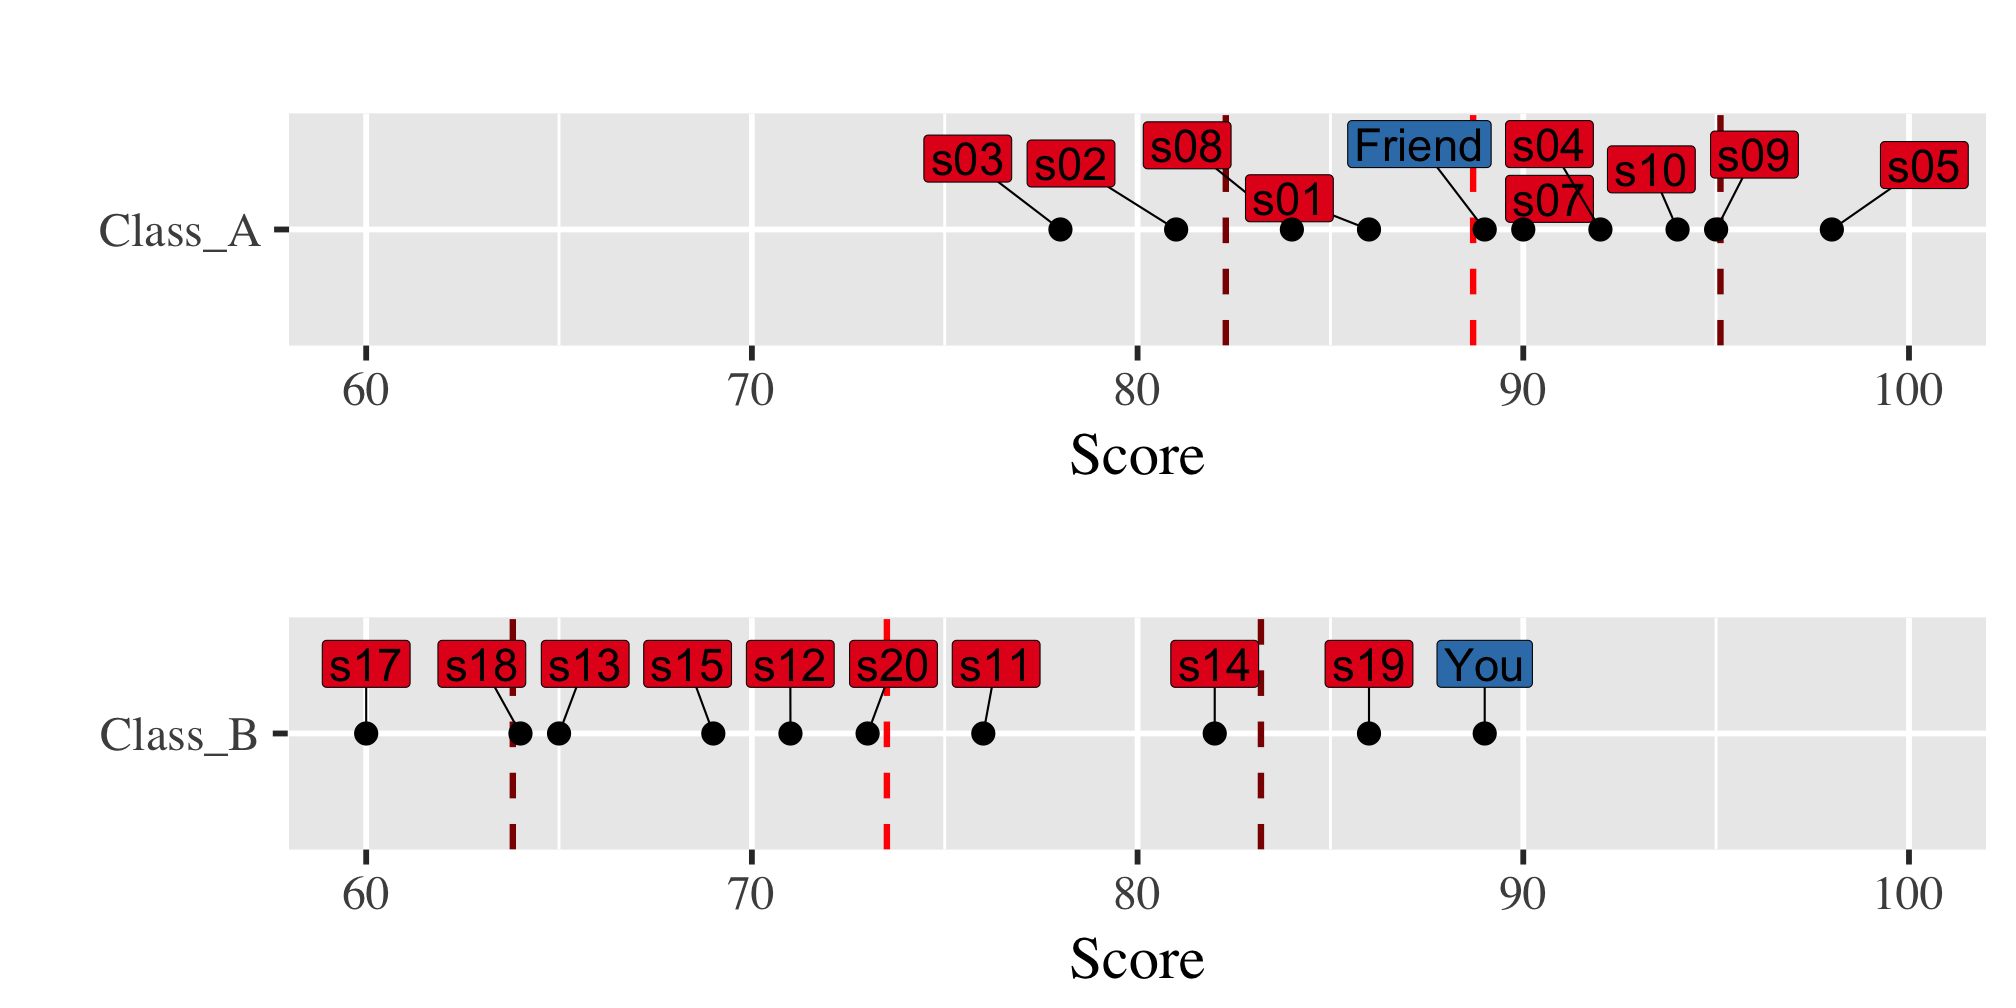 s03 s02 s08 s01 Friend s04 s07 s10 s09 s05
Class_A
60 70 80 90 100
Score
s17 s18 s13 s15 s12 s20 s11 s14 s19 You
Class_B
60 70 80 90 100
Score